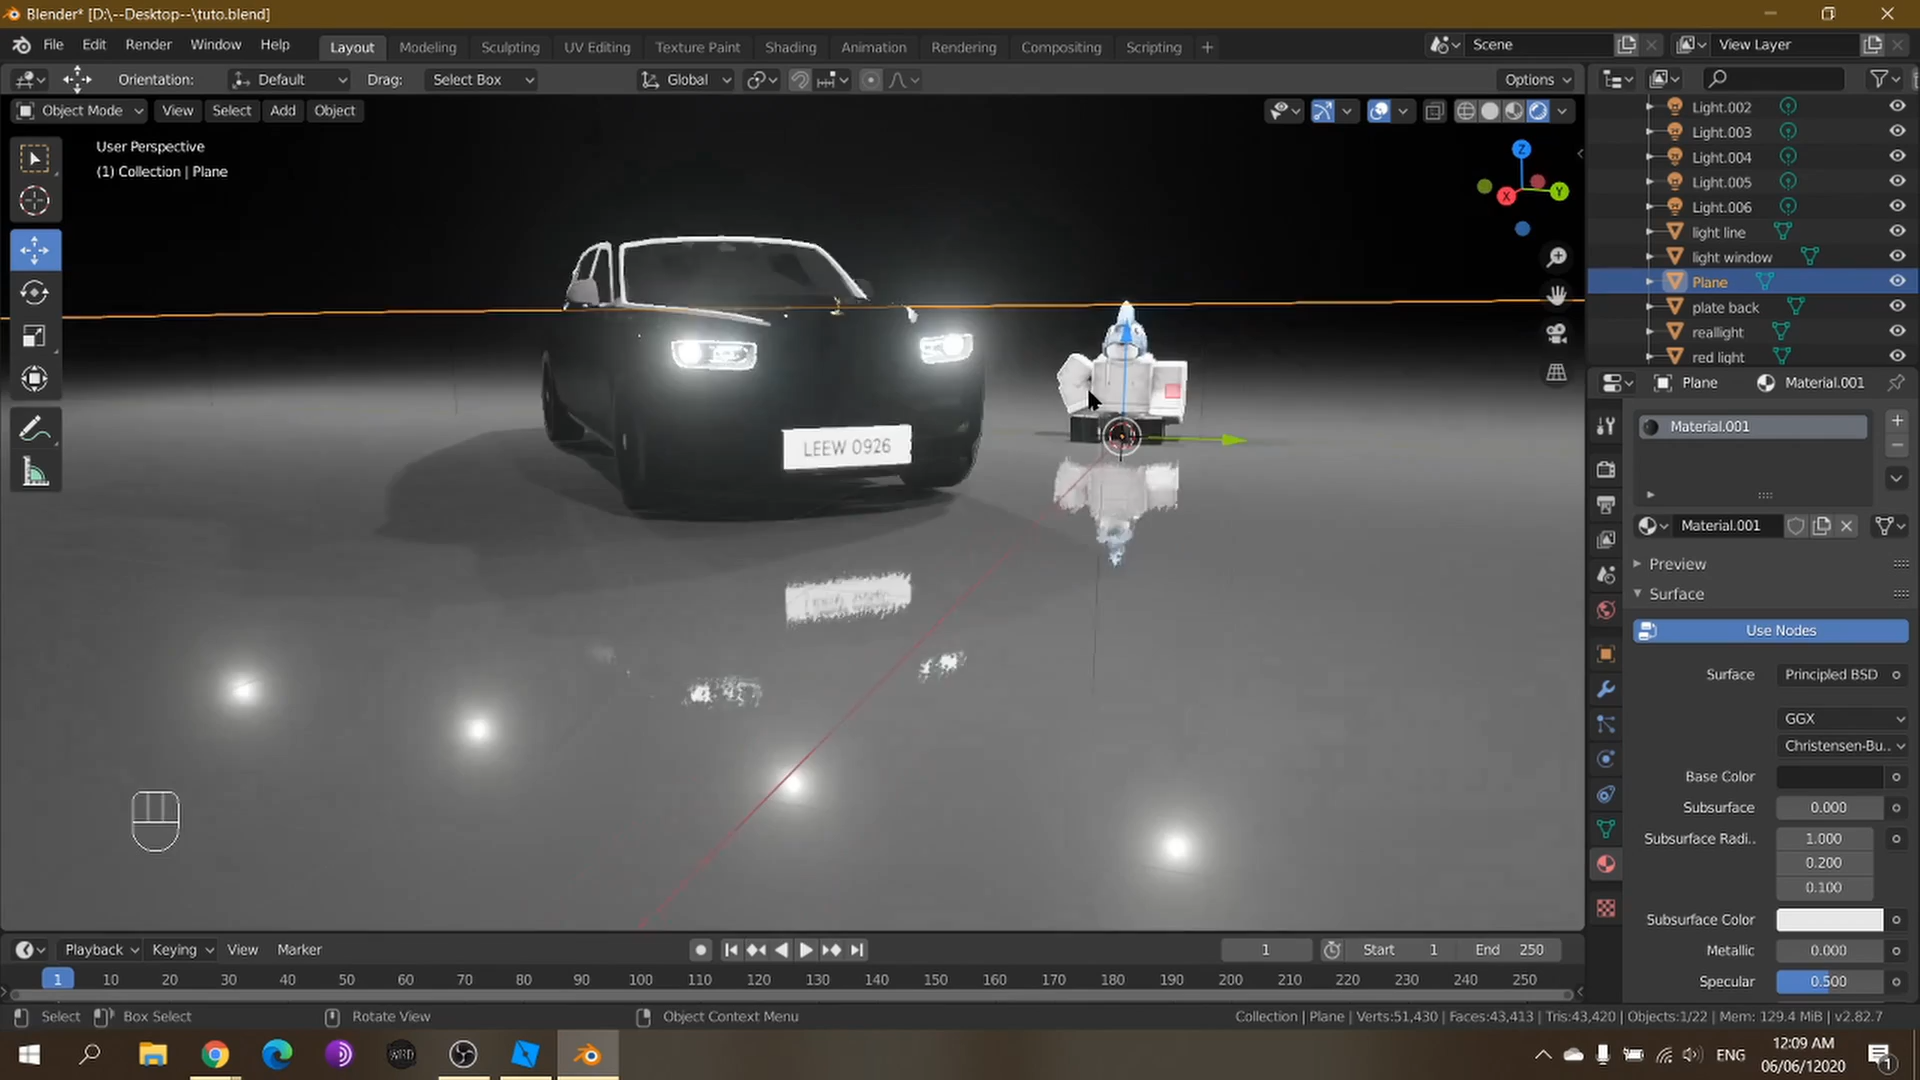 Blender* [D:\--Desktop--\tuto.blend]
File Edit Render Window Help Layout Modeling Sculpting UV Editing Texture Paint Shading Animation Rendering Compositing Scripting + Scene View Layer
Orientation: Default Drag: Select Box Global Options
Object Mode View Select Add Object
User Perspective
(1) Collection | Plane
Z
Y
X
LEEW 0926
Light.002
Light.003
Light.004
Light.005
Light.006
light line
light window
Plane
plate back
reallight
red light
Plane Material.001
Material.001
Material.001
Preview
Surface
Use Nodes
Surface Principled BSD
GGX
Christensen-Bu..
Base Color
Subsurface 0.000
Subsurface Radi.. 1.000
0.200
0.100
Subsurface Color
Metallic 0.000
Specular 0.500
Playback Keying View Marker 1 Start 1 End 250
1 10 20 30 40 50 60 70 80 90 100 110 120 130 140 150 160 170 180 190 200 210 220 230 240 250
Select Box Select Rotate View Object Context Menu Collection | Plane | Verts:51,430 | Faces:43,413 | Tris:43,420 | Objects:1/22 | Mem: 129.4 MiB | v2.82.7
ENG 12:09 AM
06/06/2020
1